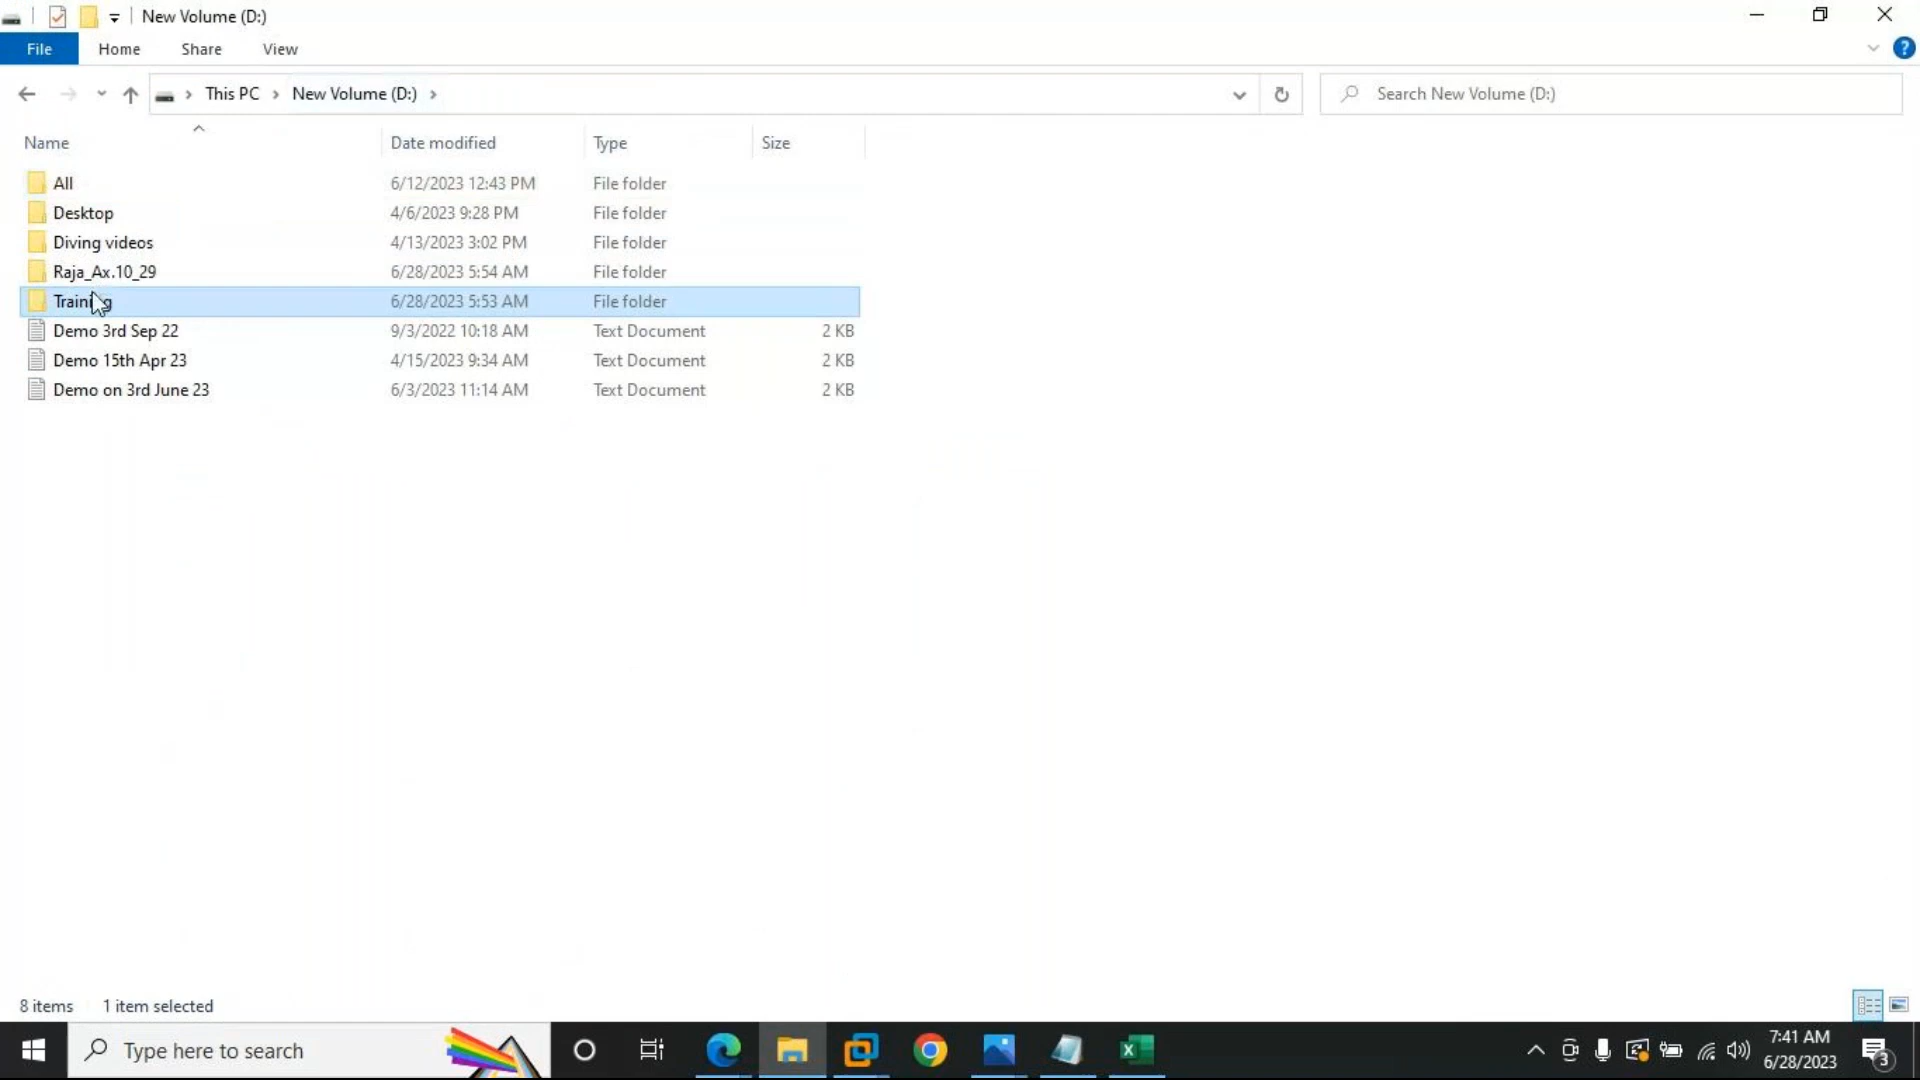 New Volume (D:)
File Home Share View
This PC New Volume (D:) Search New Volume (D:)
Name Date modified Type Size
All 6/12/2023 12:43 PM File folder
Desktop 4/6/2023 9:28 PM File folder
Diving videos 4/13/2023 3:02 PM File folder
Raja_Ax.10_29 6/28/2023 5:54 AM File folder
Training 6/28/2023 5:53 AM File folder
Demo 3rd Sep 22 9/3/2022 10:18 AM Text Document 2 KB
Demo 15th Apr 23 4/15/2023 9:34 AM Text Document 2 KB
Demo on 3rd June 23 6/3/2023 11:14 AM Text Document 2 KB
8 items 1 item selected
Type here to search
7:41 AM
6/28/2023
3